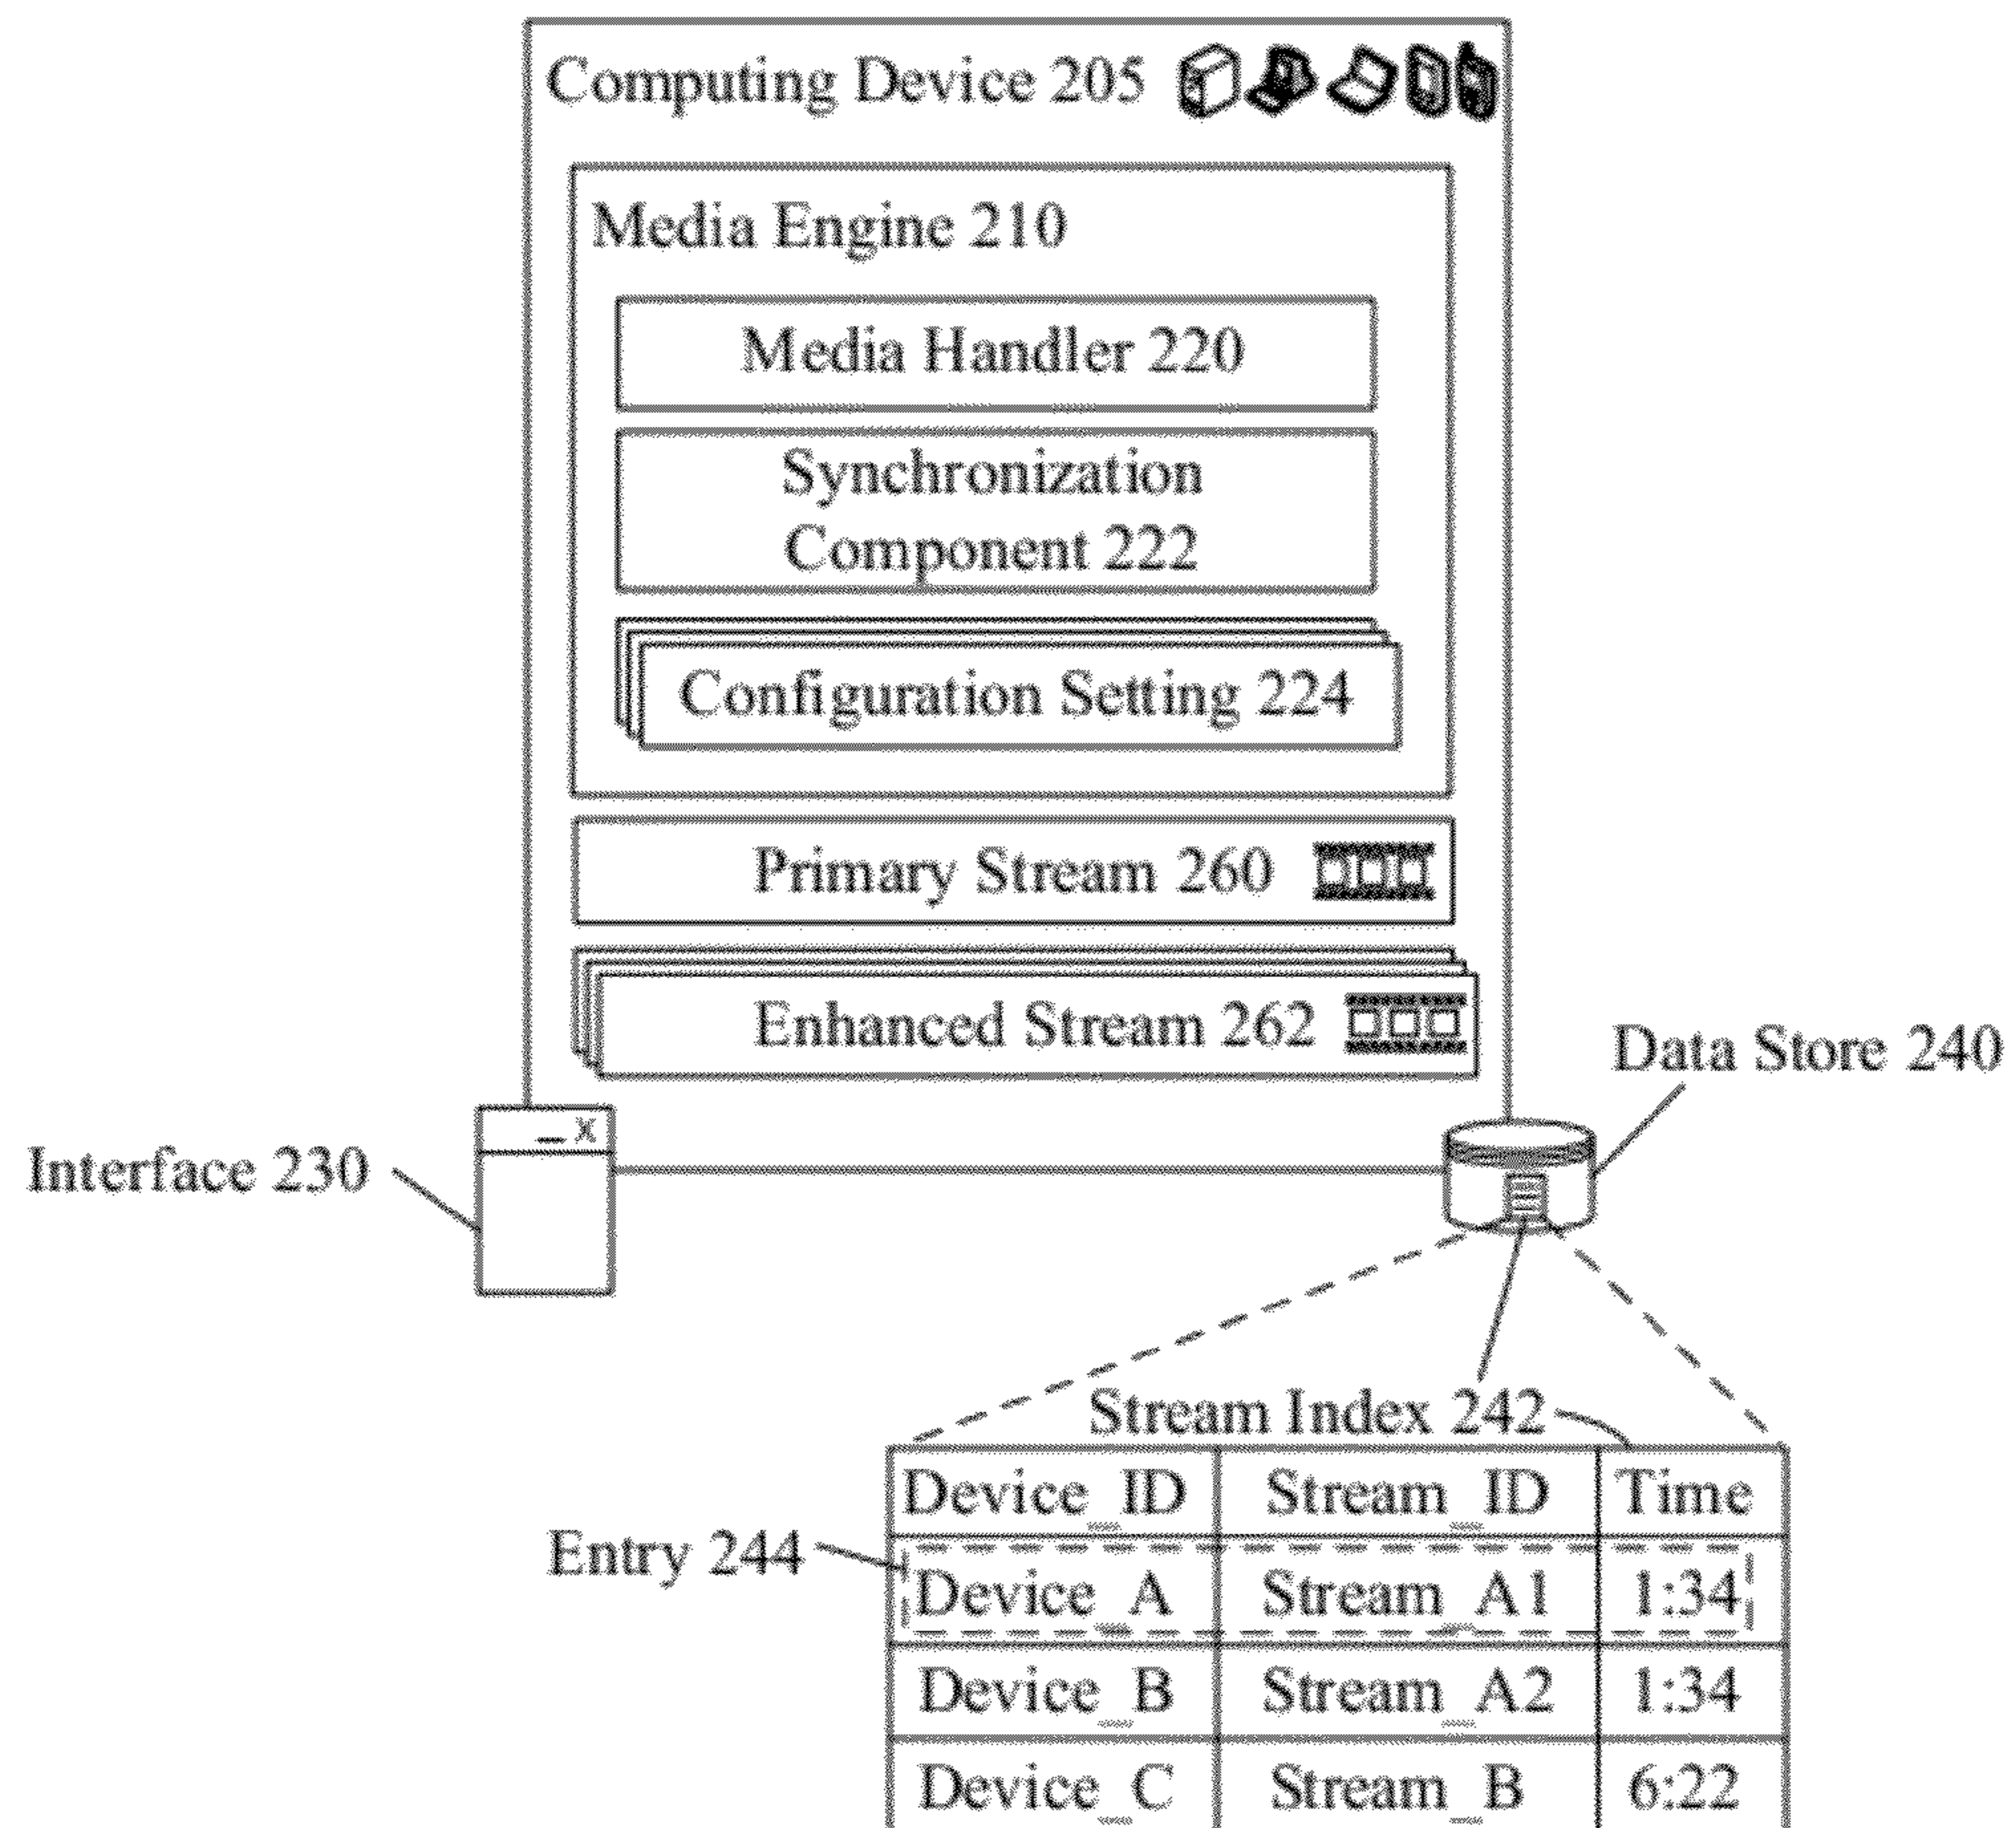 Computing Device 205
Media Engine 210
Media Handler 220
Synchronization
Component 222
Configuration Setting 224
Primary Stream 260
Enhanced Stream 262
Data Store 240
_ X
Interface 230
Stream Index 242
Device_ID Stream_ID Time
Entry 244
Device_A Stream_A1 1:34
Device_B Stream_A2 1:34
Device_C Stream_B 6:22